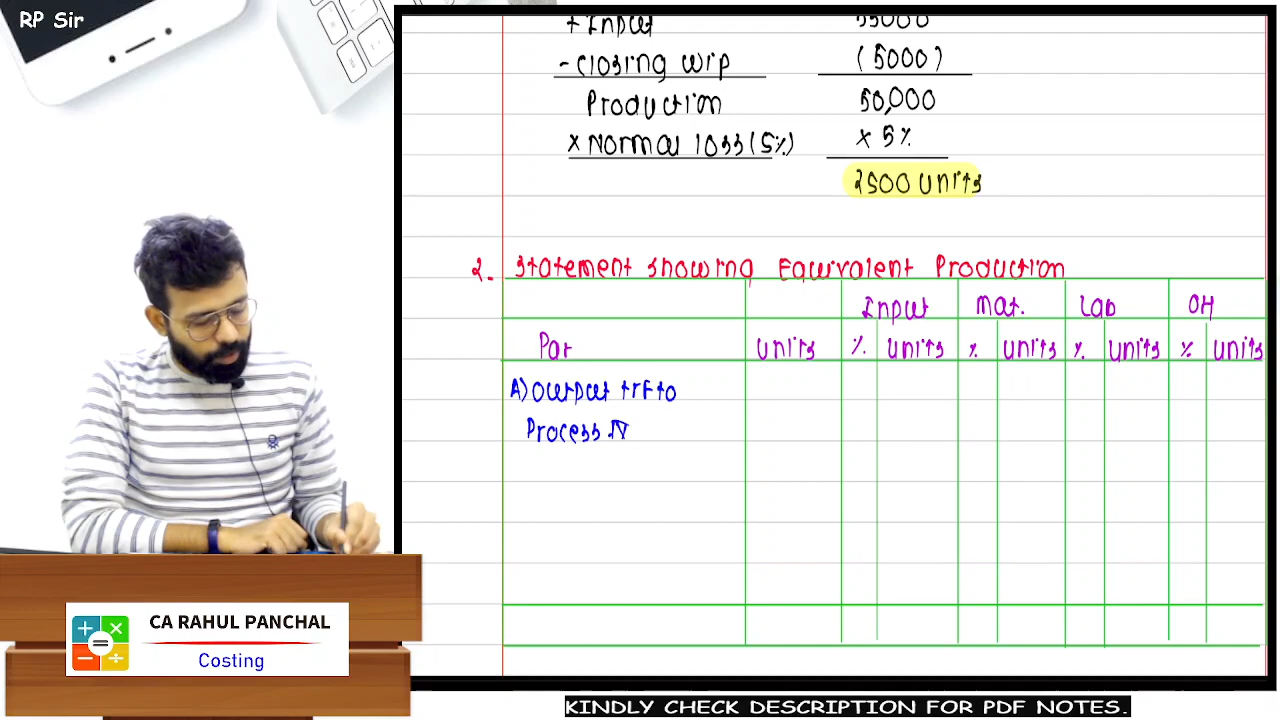 RP Sir
+ Input 55000
- Closing WIP (5000)
Production 50,000
x Normal loss (5%) x 5%
2500 units
2. Statement showing Equivalent Production
Input Mat. Lab OH
Par Units % Units % Units % Units % Units
A) Output trf to
Process IV
CA RAHUL PANCHAL
Costing
KINDLY CHECK DESCRIPTION FOR PDF NOTES.